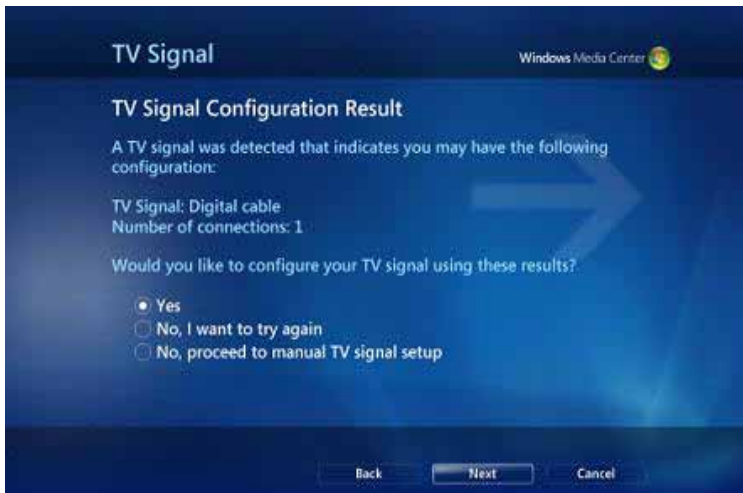 TV Signal
Windows Media Center
TV Signal Configuration Result
A TV signal was detected that indicates you may have the following
configuration:
TV Signal: Digital cable
Number of connections: 1
Would you like to configure your TV signal using these results?
Yes
No, I want to try again
No, proceed to manual TV signal setup
Back
Next
Cancel